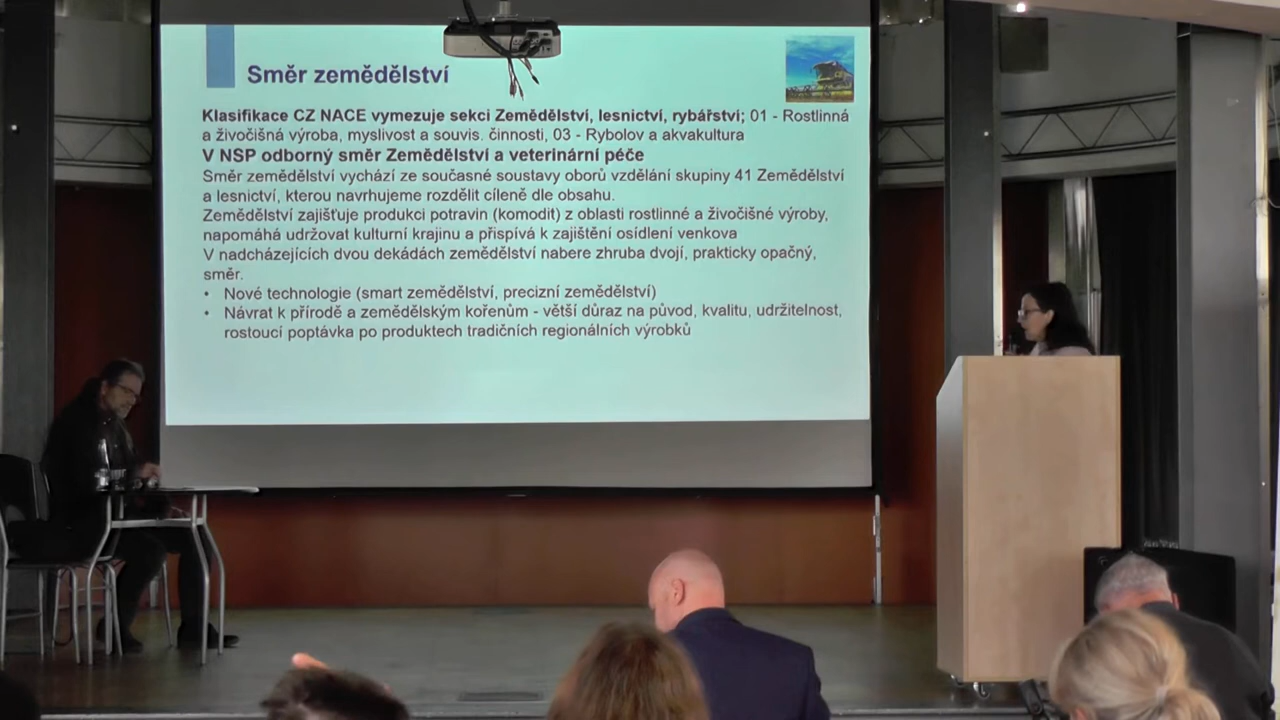 Směr zemědělství
Klasifikace CZ NACE vymezuje sekci Zemědělství, lesnictví, rybářství; 01 - Rostlinná
a živočišná výroba, myslivost a souvis. činnosti, 03 - Rybolov a akvakultura
V NSP odborný směr Zemědělství a veterinární péče
Směr zemědělství vychází ze současné soustavy oborů vzdělání skupiny 41 Zemědělství
a lesnictví, kterou navrhujeme rozdělit cíleně dle obsahu.
Zemědělství zajišťuje produkci potravin (komodit) z oblasti rostlinné a živočišné výroby,
napomáhá udržovat kulturní krajinu a přispívá k zajištění osídlení venkova
V nadcházejících dvou dekádách zemědělství nabere zhruba dvojí, prakticky opačný,
směr.
• Nové technologie (smart zemědělství, precizní zemědělství)
• Návrat k přírodě a zemědělským kořenům - větší důraz na původ, kvalitu, udržitelnost,
rostoucí poptávka po produktech tradičních regionálních výrobků